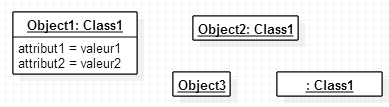 Object1: Class1
attribut1 = valeur1
attribut2 = valeur2
Object2: Class1
Object3
: Class1